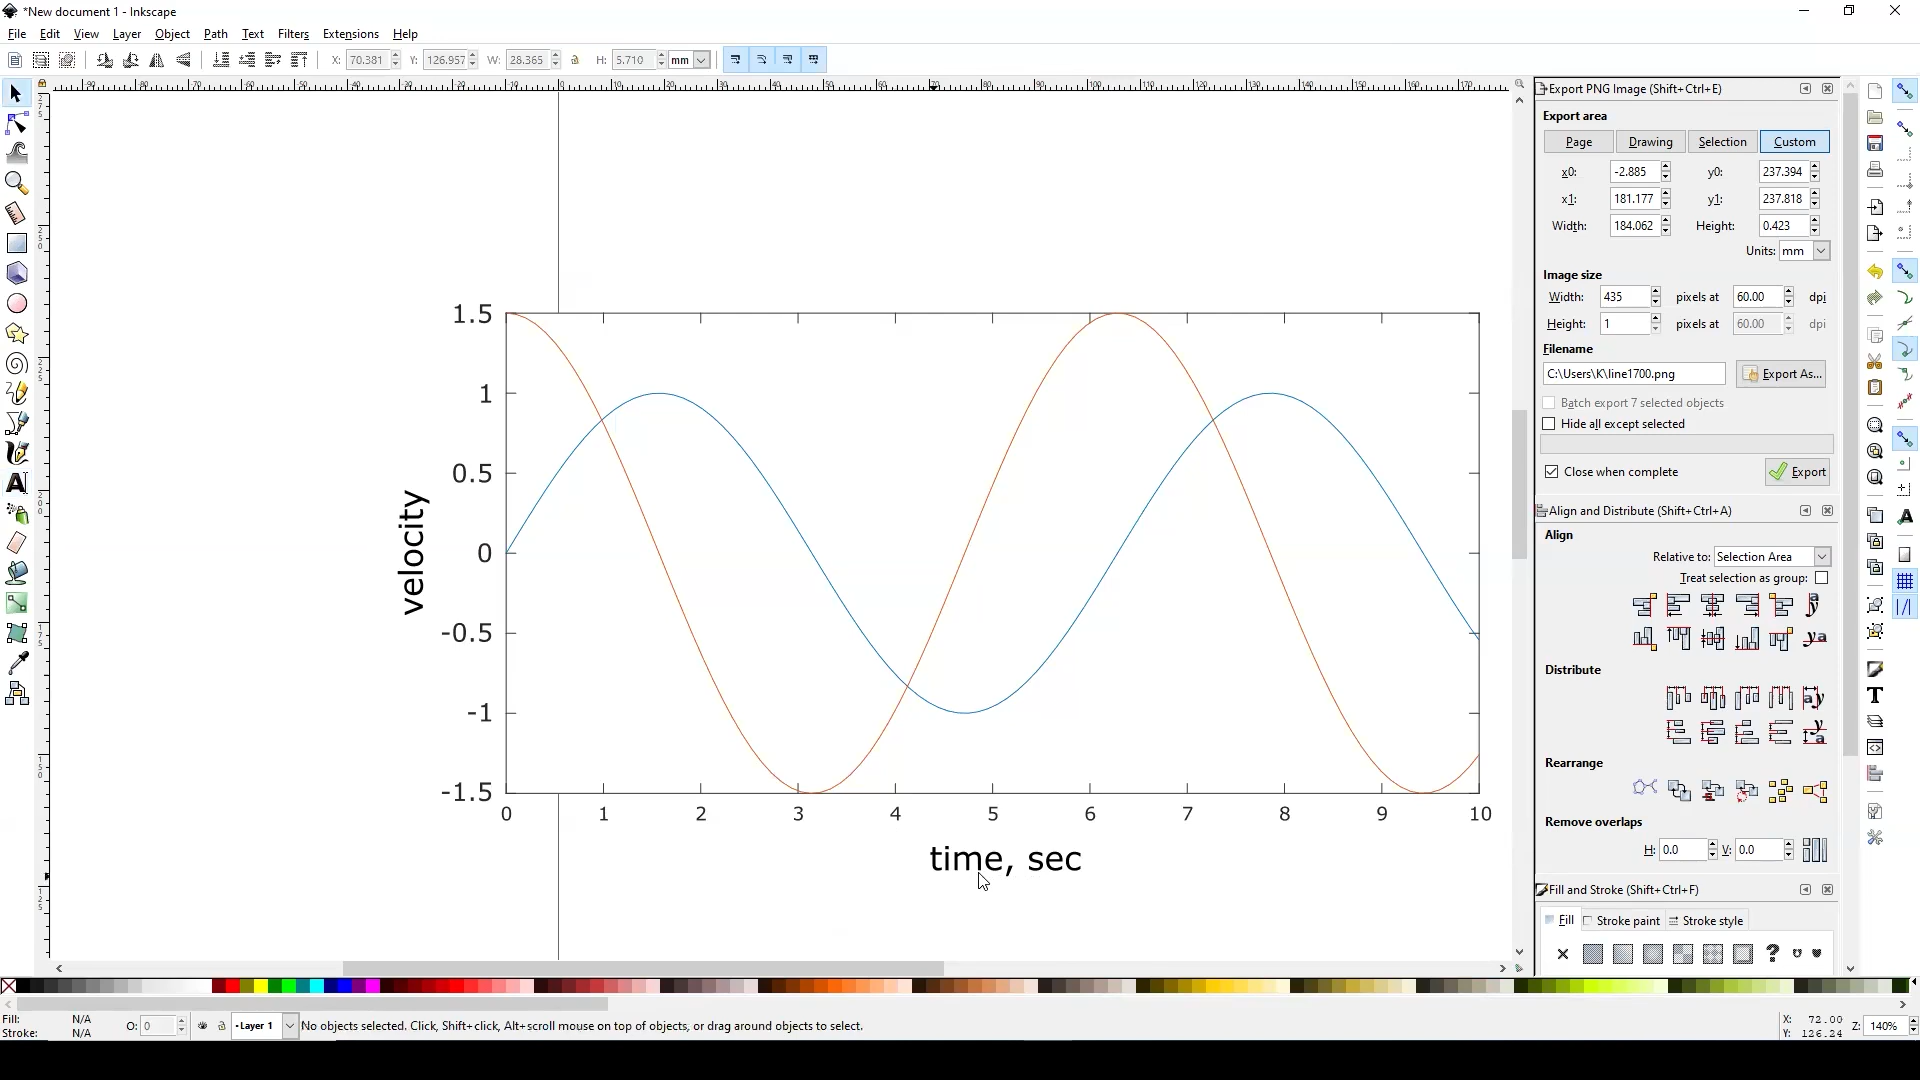 *New document 1 - Inkscape
File Edit View Layer Object Path Text Filters Extensions Help
X: 70.381 Y: 126.957 W: 28.365 H: 5.710 mm
Export PNG Image (Shift+Ctrl+E)
Export area
Page Drawing Selection Custom
x0: -2.885 y0: 237.394
x1: 181.177 y1: 237.818
Width: 184.062 Height: 0.423
Units: mm
Image size
Width: 435 pixels at 60.00 dpi
Height: 1 pixels at 60.00 dpi
Filename
C:\Users\K\line1700.png Export As...
Batch export 7 selected objects
Hide all except selected
Close when complete Export
Align and Distribute (Shift+Ctrl+A)
Align
Relative to: Selection Area
Treat selection as group:
Distribute
Rearrange
Remove overlaps
H: 0.0 V: 0.0
Fill and Stroke (Shift+Ctrl+F)
Fill Stroke paint Stroke style
1.5
1
0.5
0
-0.5
-1
-1.5
velocity
0 1 2 3 4 5 6 7 8 9 10
time, sec
Fill: N/A
Stroke: N/A
O: 0
Layer 1
No objects selected. Click, Shift+click, Alt+scroll mouse on top of objects, or drag around objects to select.
X: 72.00
Y: 126.24
Z: 140%